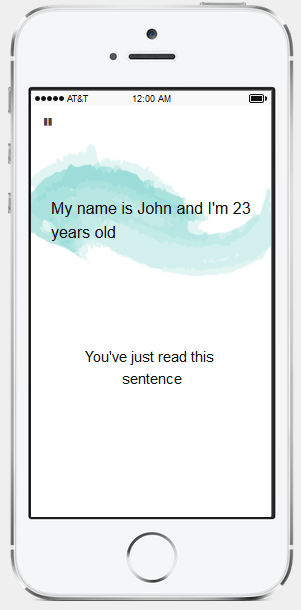 AT&T 12:00 AM
My name is John and I'm 23
years old
You've just read this
sentence